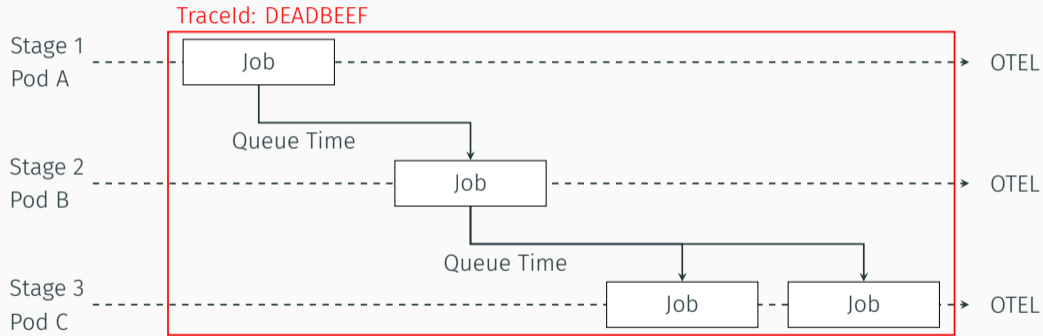 TraceId: DEADBEEF
Stage 1
Pod A
Job
OTEL
Queue Time
Stage 2
Pod B
Job
OTEL
Queue Time
Stage 3
Pod C
Job
Job
OTEL